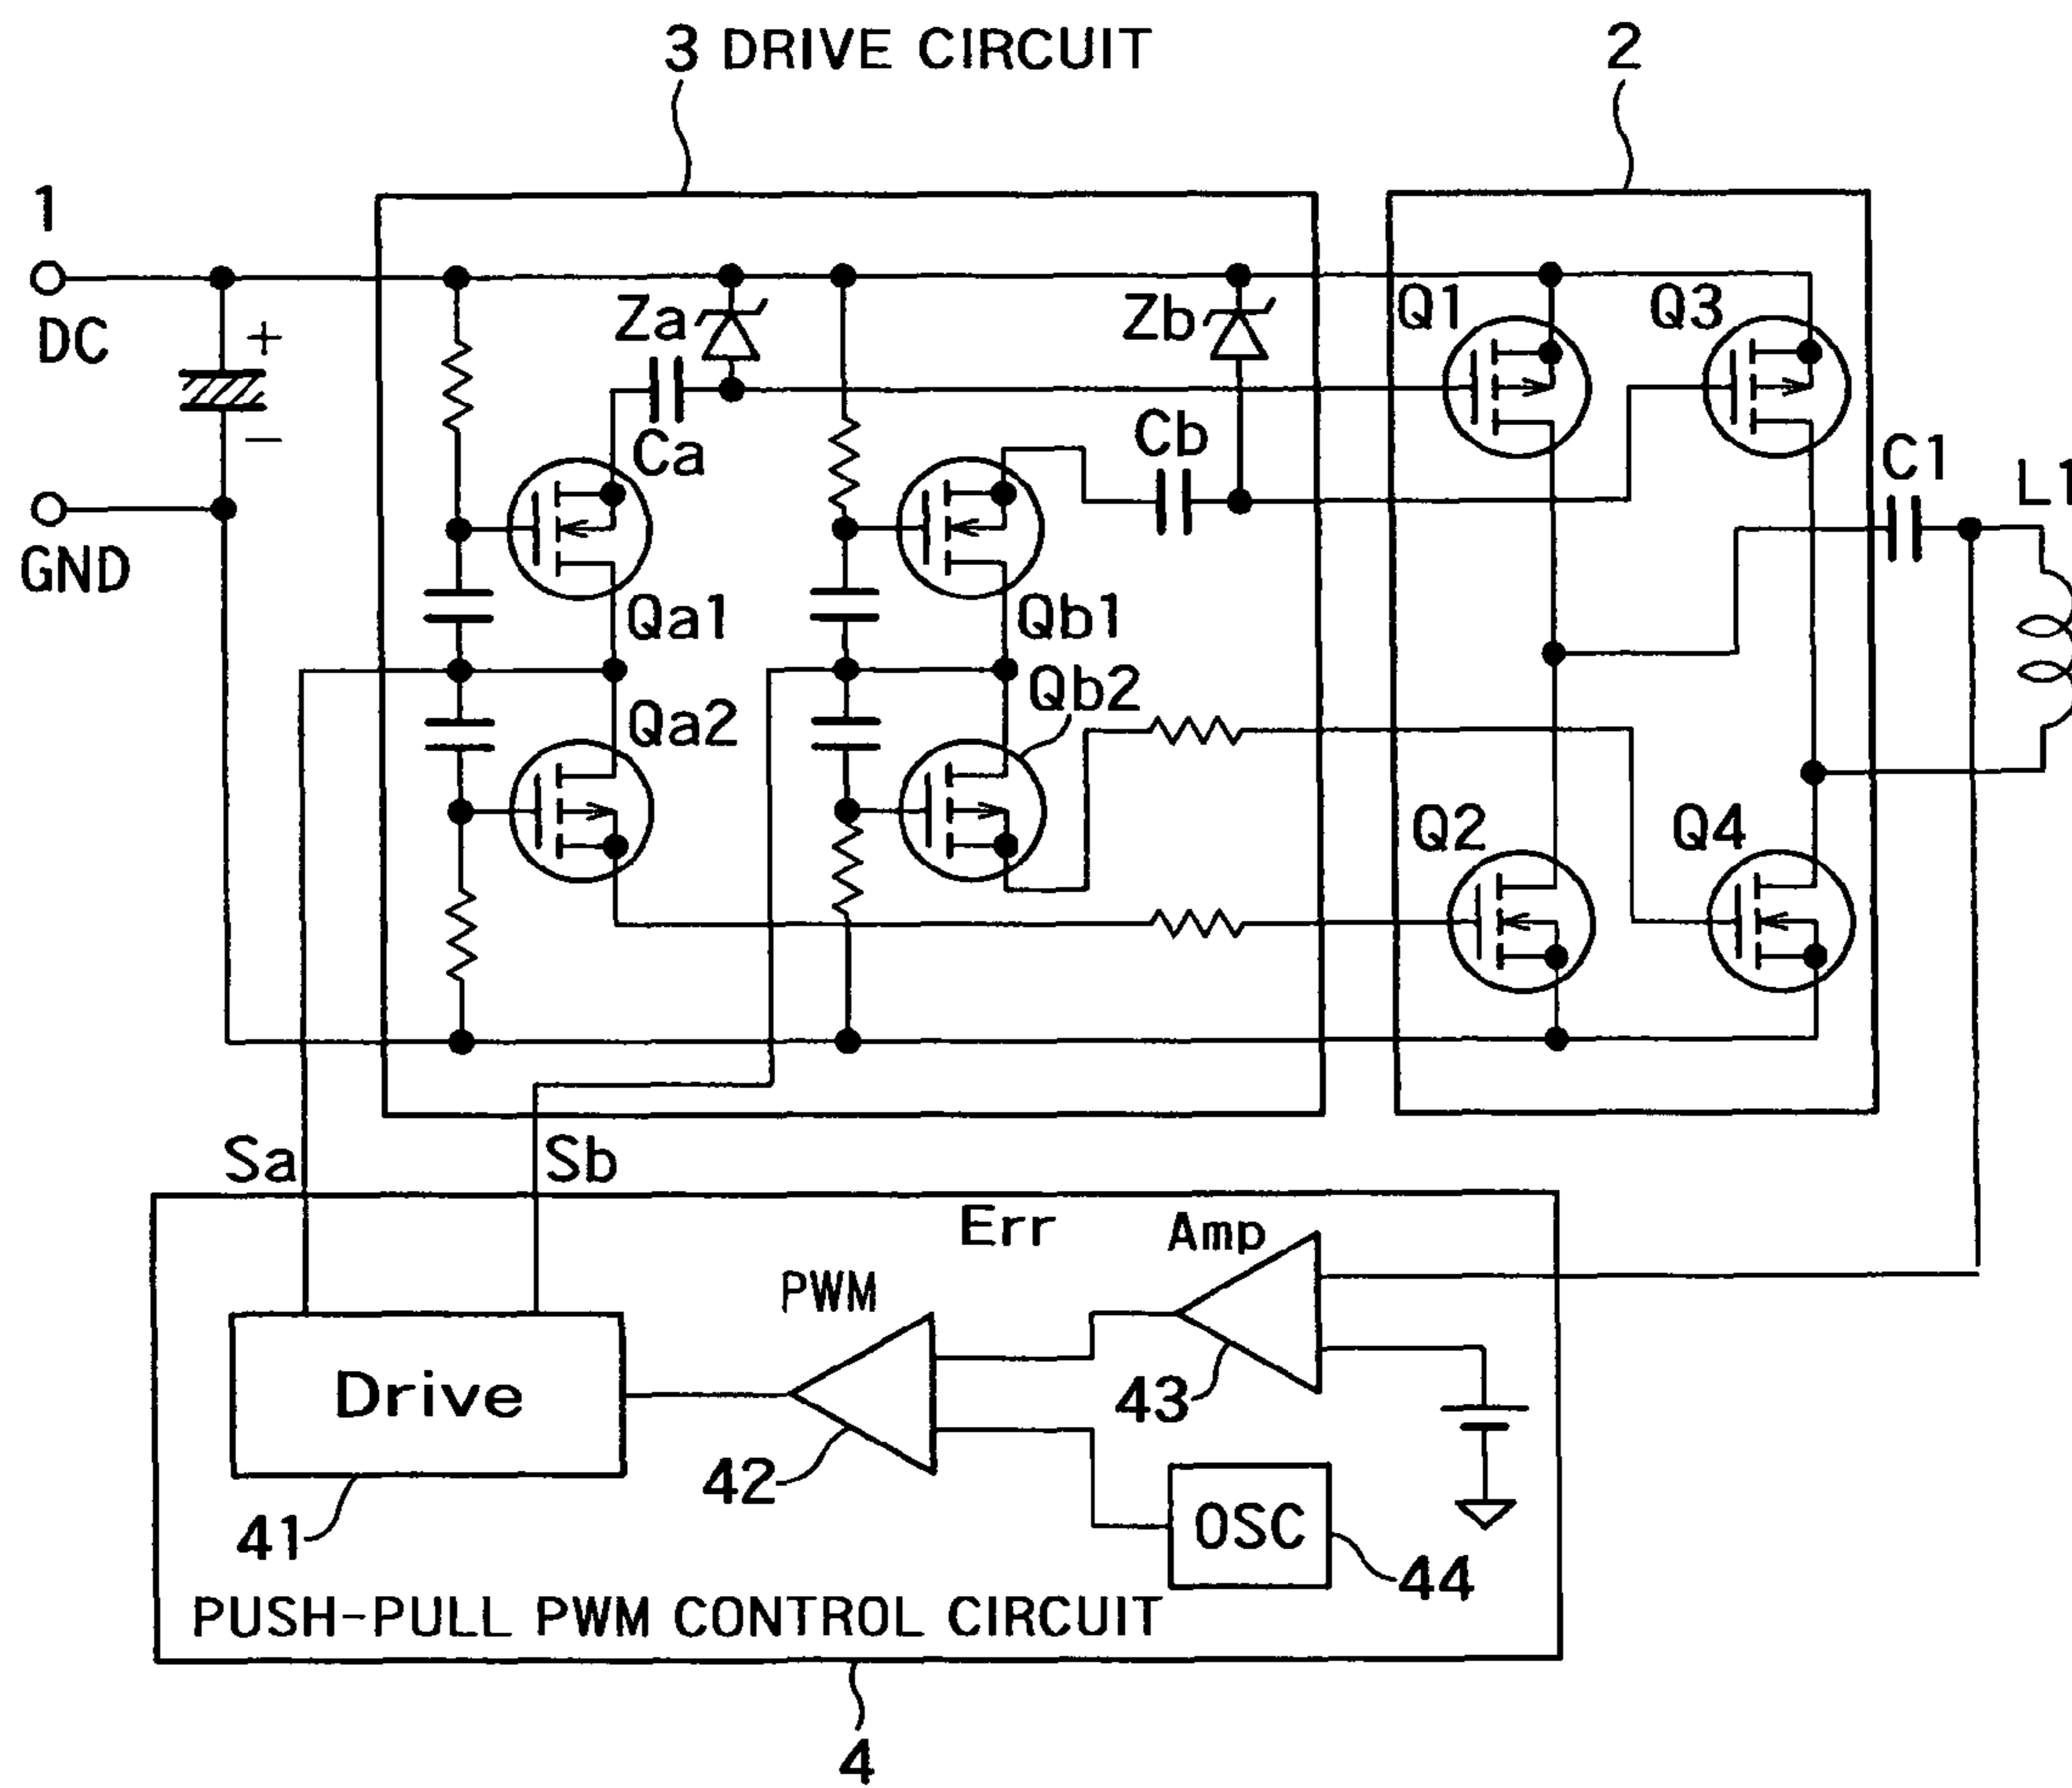 3 DRIVE CIRCUIT
2
1
DC
+
−
GND
Za
Zb
Q1
Q3
Ca
Cb
C1
L1
Qa1
Qb1
Qa2
Qb2
Q2
Q4
Sa
Sb
Err Amp
PWM
Drive
43
42
41
OSC
44
PUSH-PULL PWM CONTROL CIRCUIT
4